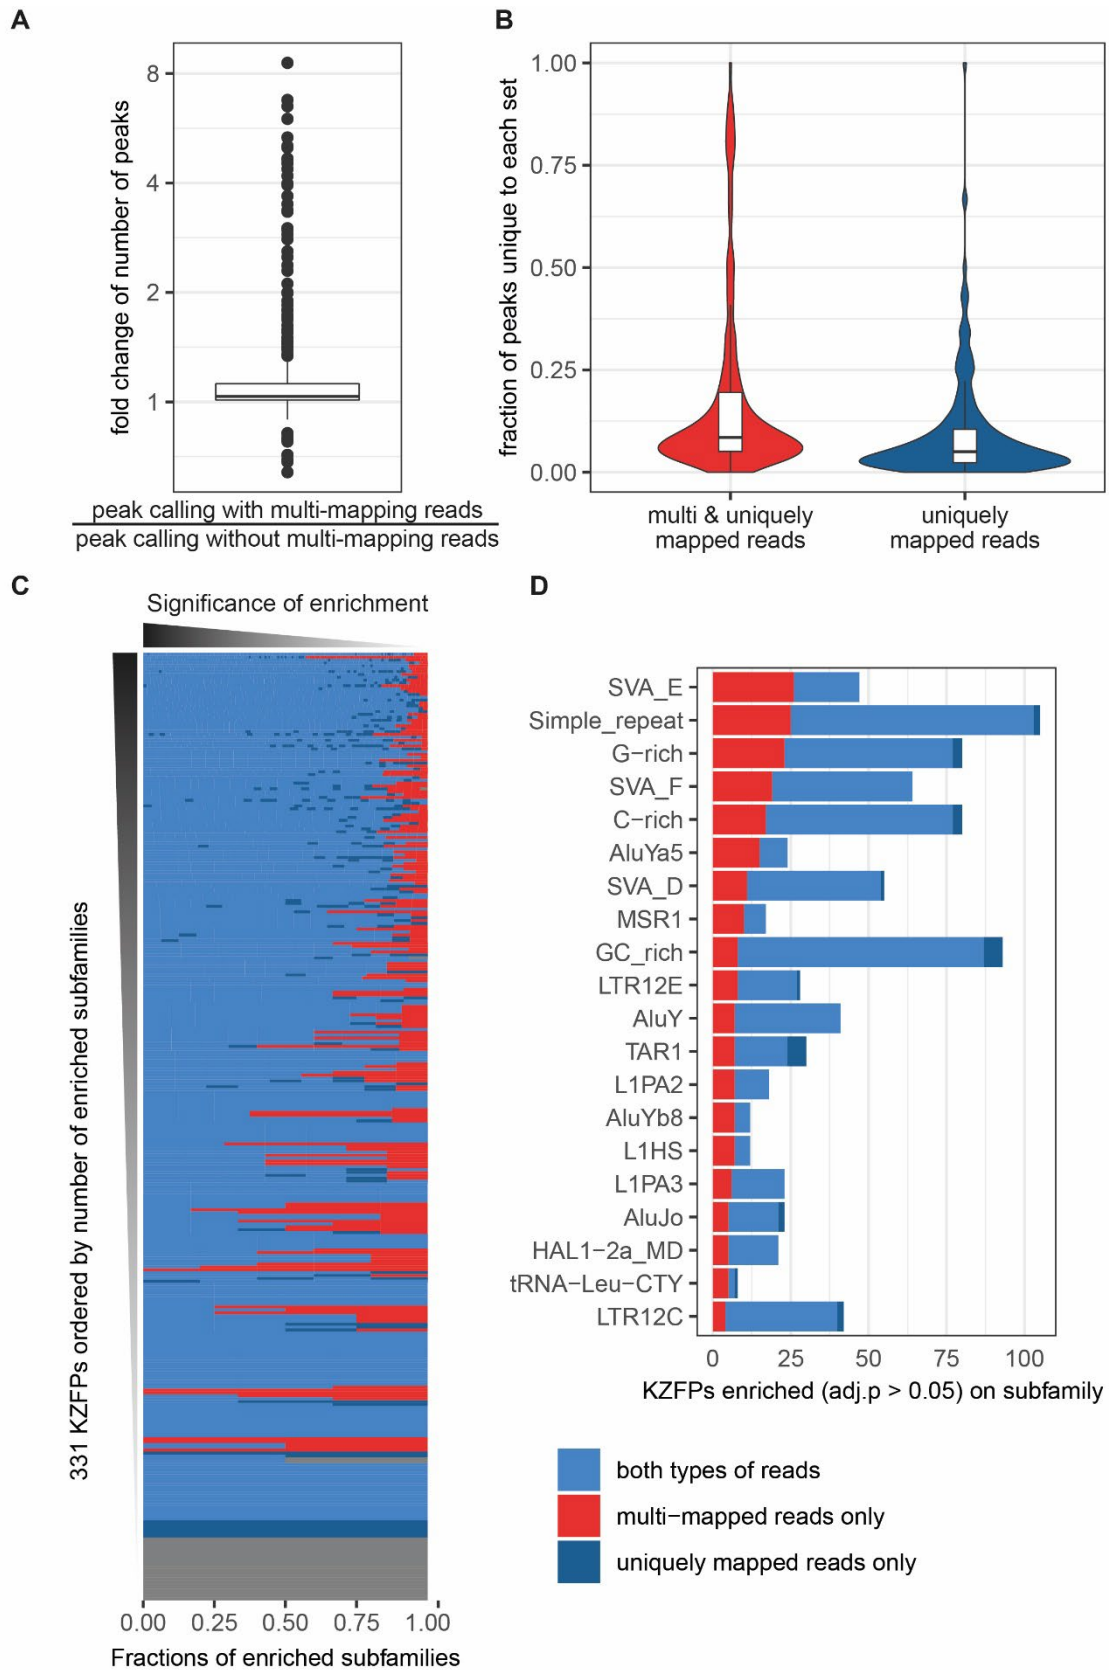 A
fold change of number of peaks
8
4
2
1
peak calling with multi-mapping reads
peak calling without multi-mapping reads
B
fraction of peaks unique to each set
1.00
0.75
0.50
0.25
0.00
multi & uniquely
mapped reads
uniquely
mapped reads
C
Significance of enrichment
331 KZFPs ordered by number of enriched subfamilies
0.00 0.25 0.50 0.75 1.00
Fractions of enriched subfamilies
D
SVA_E
Simple_repeat
G−rich
SVA_F
C−rich
AluYa5
SVA_D
MSR1
GC_rich
LTR12E
AluY
TAR1
L1PA2
AluYb8
L1HS
L1PA3
AluJo
HAL1−2a_MD
tRNA−Leu−CTY
LTR12C
0 25 50 75 100
KZFPs enriched (adj.p > 0.05) on subfamily
both types of reads
multi−mapped reads only
uniquely mapped reads only